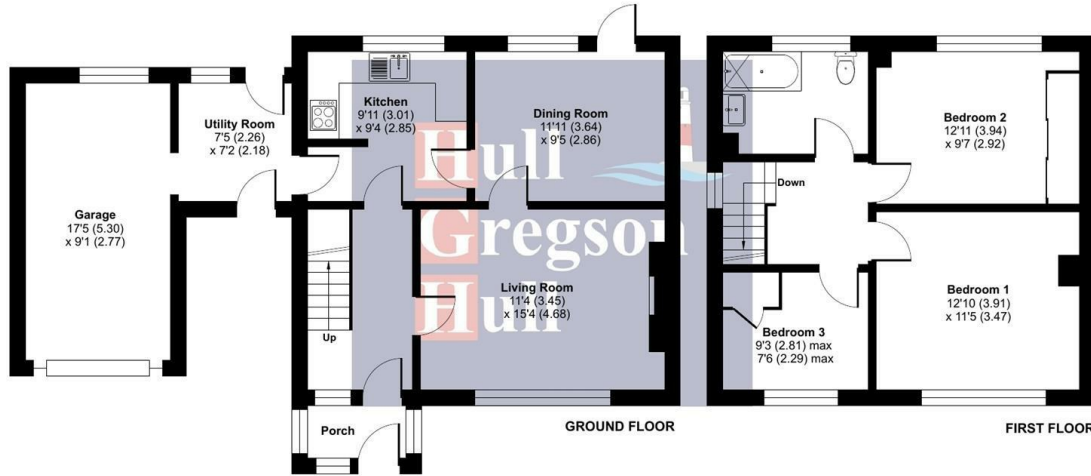 Garage
17'5 (5.30)
x 9'1 (2.77)
Utility Room
7'5 (2.26)
x 7'2 (2.18)
Kitchen
9'11 (3.01)
x 9'4 (2.85)
Dining Room
11'11 (3.64)
x 9'5 (2.86)
Living Room
11'4 (3.45)
x 15'4 (4.68)
Up
Porch
GROUND FLOOR
Hull
Gregson
Hull
Down
Bedroom 2
12'11 (3.94)
x 9'7 (2.92)
Bedroom 1
12'10 (3.91)
x 11'5 (3.47)
Bedroom 3
9'3 (2.81) max
7'6 (2.29) max
FIRST FLOOR